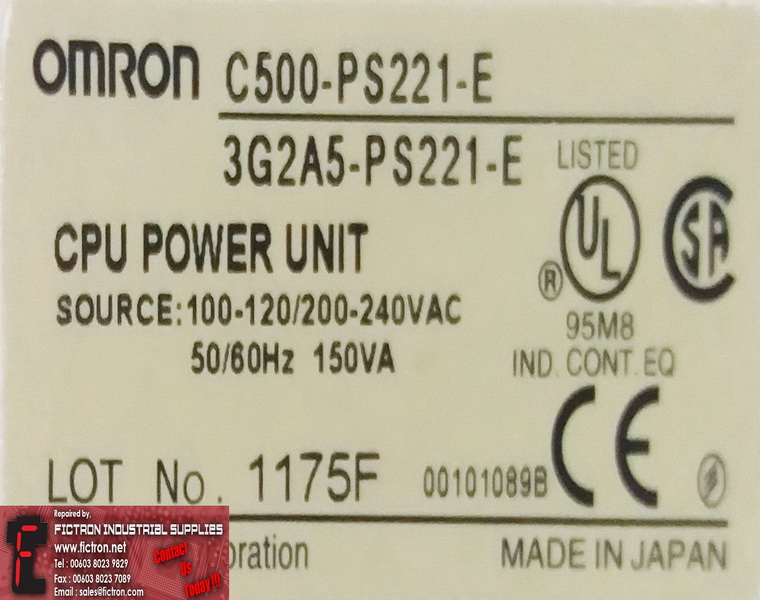 OMRON C500-PS221-E
3G2A5-PS221-E
LISTED
UL
SA
®
CPU POWER UNIT
SOURCE:100-120/200-240VAC
50/60Hz 150VA
95M8
IND. CONT. EQ
CE
LOT No. 1175F 00101089B
oration MADE IN JAPAN
Repaired by,
FICTRON INDUSTRIAL SUPPLIES
www.fictron.net
Tel : 00603 8023 9829
Fax : 00603 8023 7089
Email : sales@fictron.com
Contact
Us
Today!!!